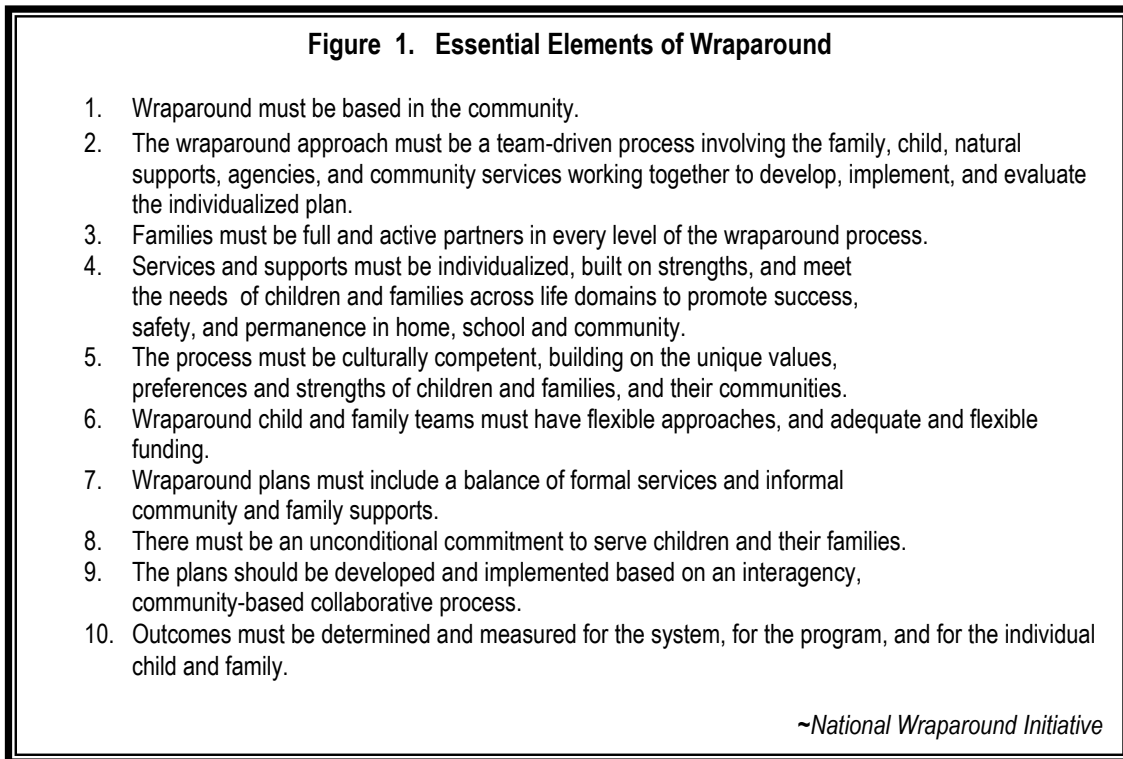 Figure 1. Essential Elements of Wraparound
1. Wraparound must be based in the community.
2. The wraparound approach must be a team-driven process involving the family, child, natural
supports, agencies, and community services working together to develop, implement, and evaluate
the individualized plan.
3. Families must be full and active partners in every level of the wraparound process.
4. Services and supports must be individualized, built on strengths, and meet
the needs of children and families across life domains to promote success,
safety, and permanence in home, school and community.
5. The process must be culturally competent, building on the unique values,
preferences and strengths of children and families, and their communities.
6. Wraparound child and family teams must have flexible approaches, and adequate and flexible
funding.
7. Wraparound plans must include a balance of formal services and informal
community and family supports.
8. There must be an unconditional commitment to serve children and their families.
9. The plans should be developed and implemented based on an interagency,
community-based collaborative process.
10. Outcomes must be determined and measured for the system, for the program, and for the individual
child and family.
~National Wraparound Initiative